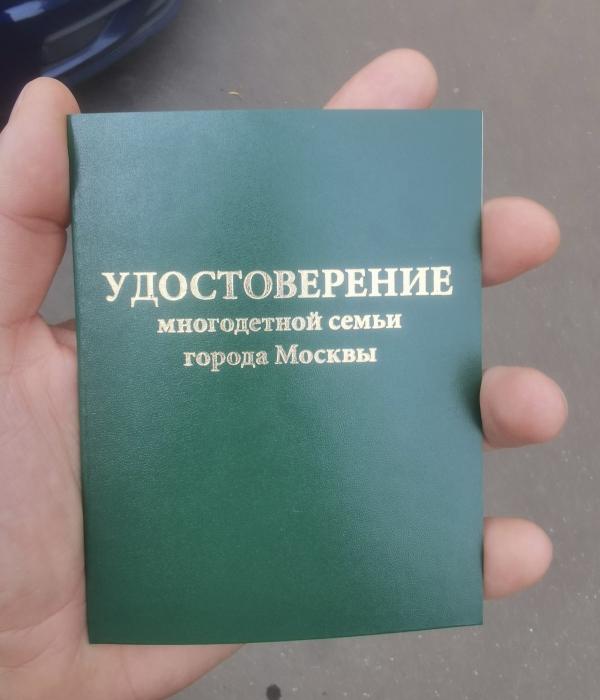 УДОСТОВЕРЕНИЕ
многодетной семьи
города Москвы